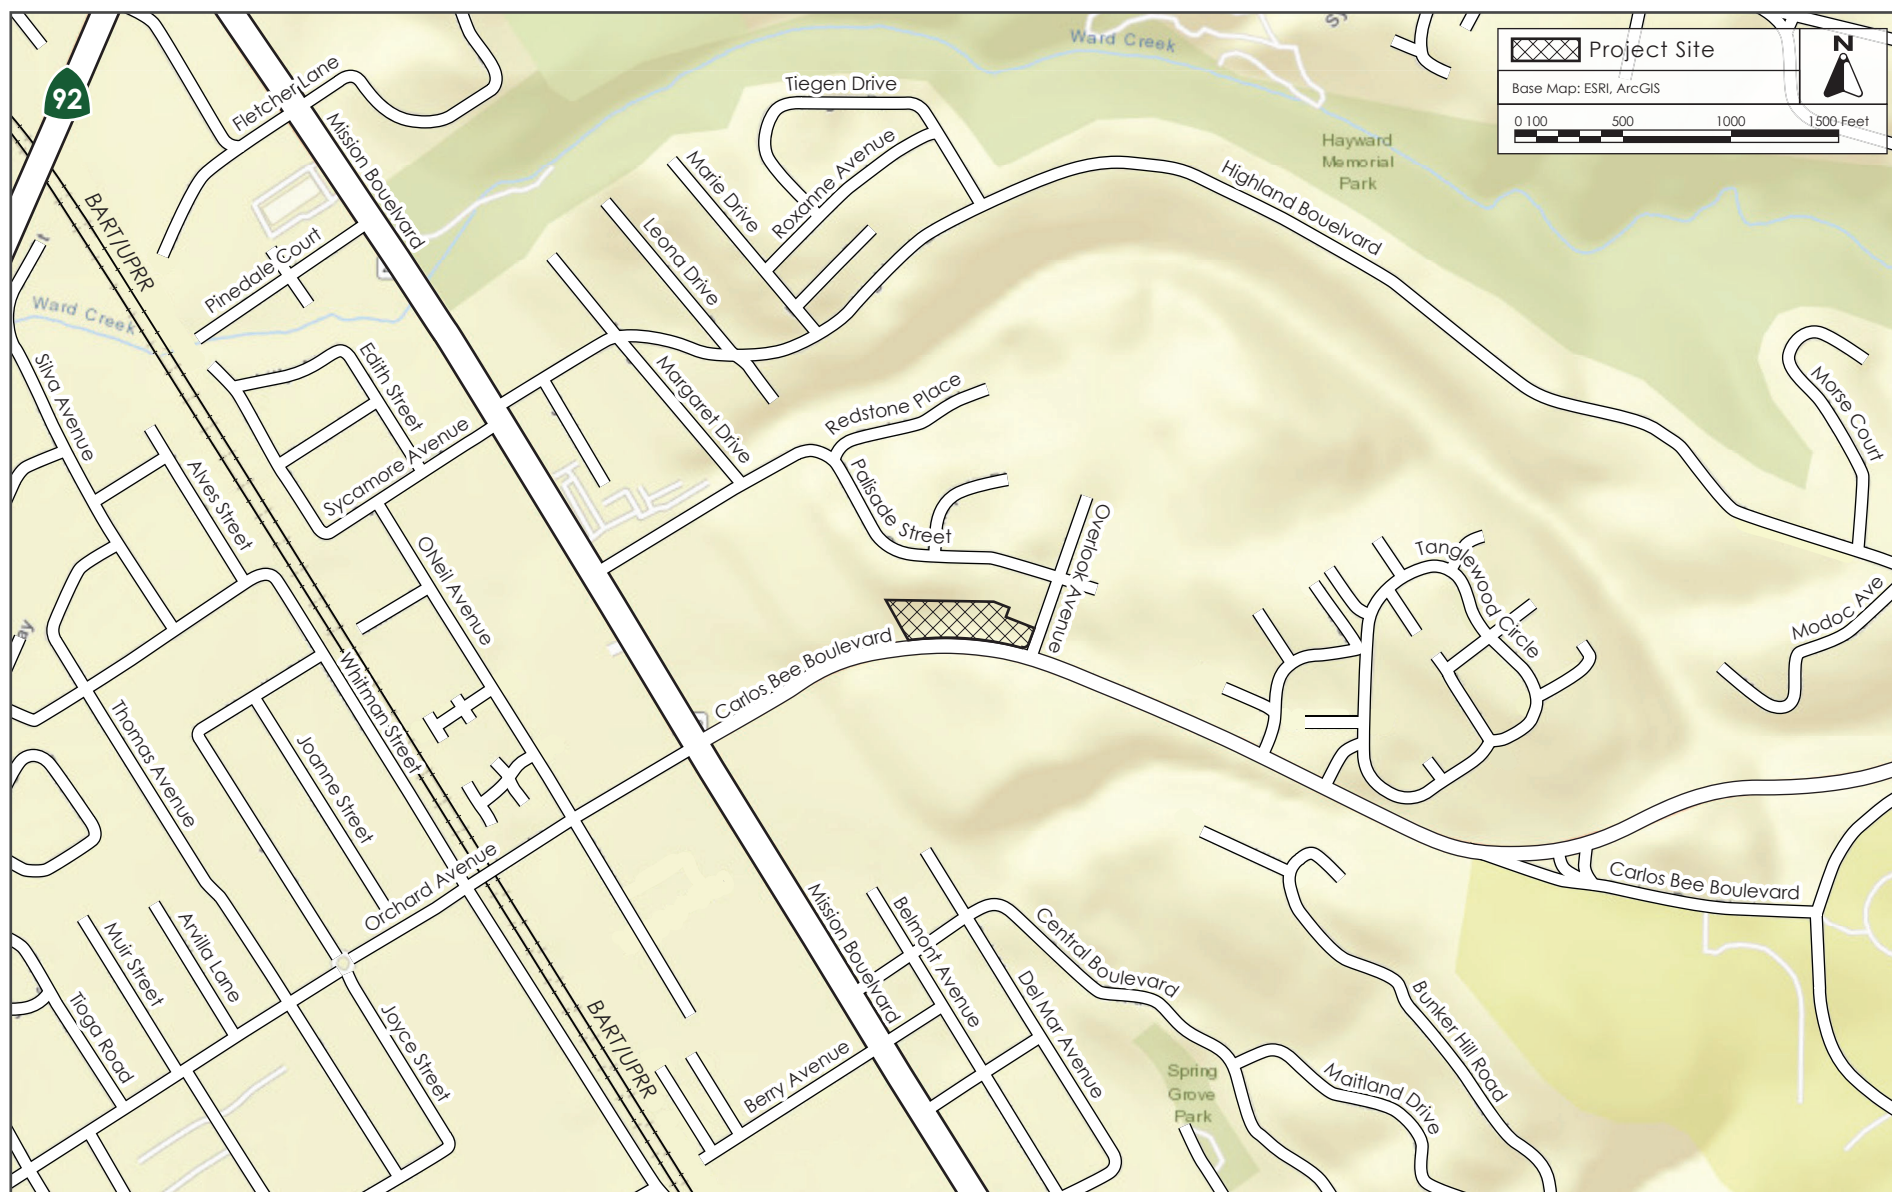 Project Site
N
Base Map: ESRI, ArcGIS
0 100 500 1000 1500 Feet
92
Ward Creek
Fletcher Lane
Tiegen Drive
Mission Bouelvard
Hayward
Memorial
Park
Marie Drive
Roxanne Avenue
Highland Bouelvard
BART/UPRR
Leona Drive
Pinedale Court
Ward Creek
Silva Avenue
Edith Street
Margaret Drive
Redstone Place
Morse Court
Sycamore Avenue
Alves Street
Palisade Street
Overlook Avenue
ONeil Avenue
Tanglewood Circle
Modoc Ave
Carlos Bee Boulevard
Whitman Street
Thomas Avenue
Joanne Street
Orchard Avenue
Carlos Bee Boulevard
Mission Bouelvard
Belmont Avenue
Central Boulevard
Del Mar Avenue
Muir Street
Arvilla Lane
Tioga Road
Joyce Street
BART/UPRR
Berry Avenue
Bunker Hill Road
Maitland Drive
Spring
Grove
Park